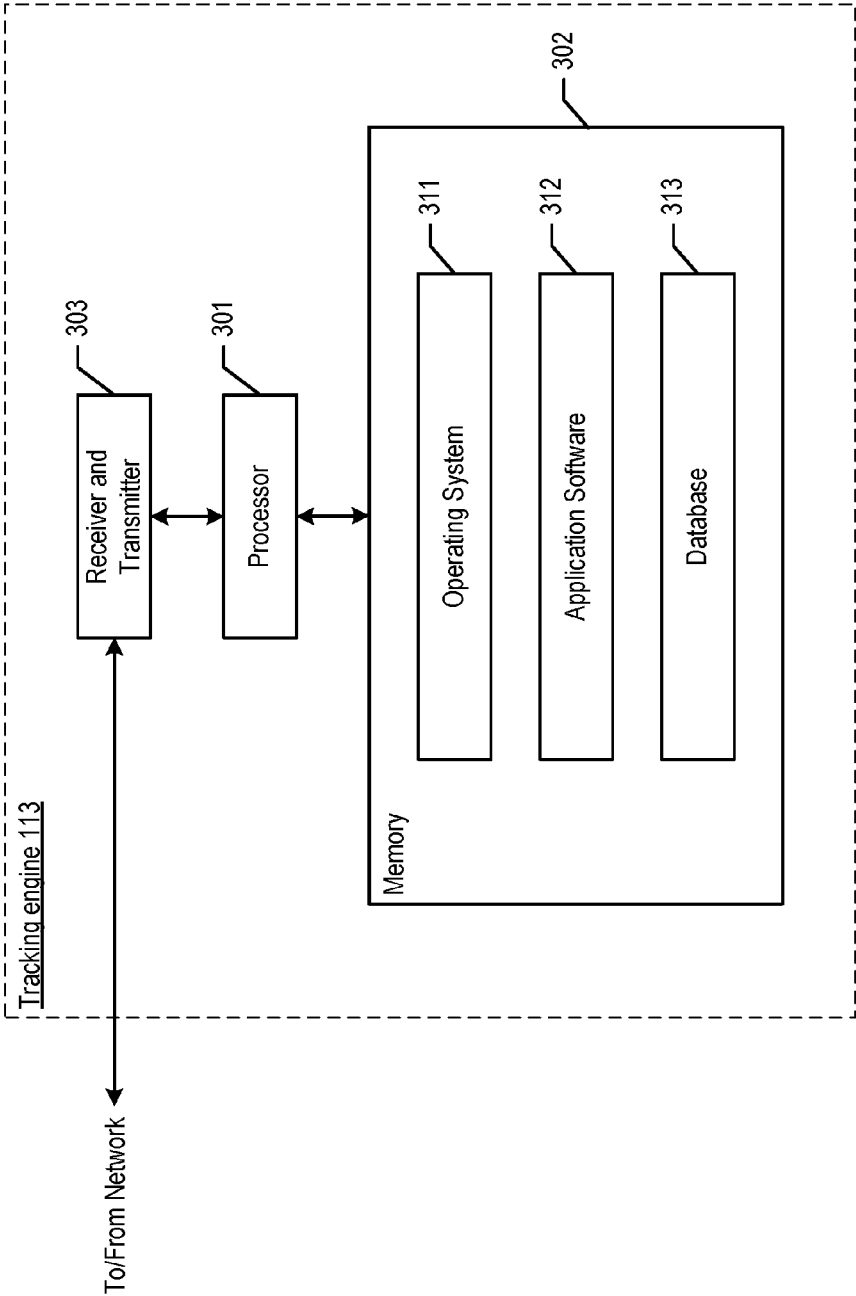 Tracking engine 113
To/From Network
Receiver and
Transmitter
303
Processor
301
Memory
302
Operating System
311
Application Software
312
Database
313